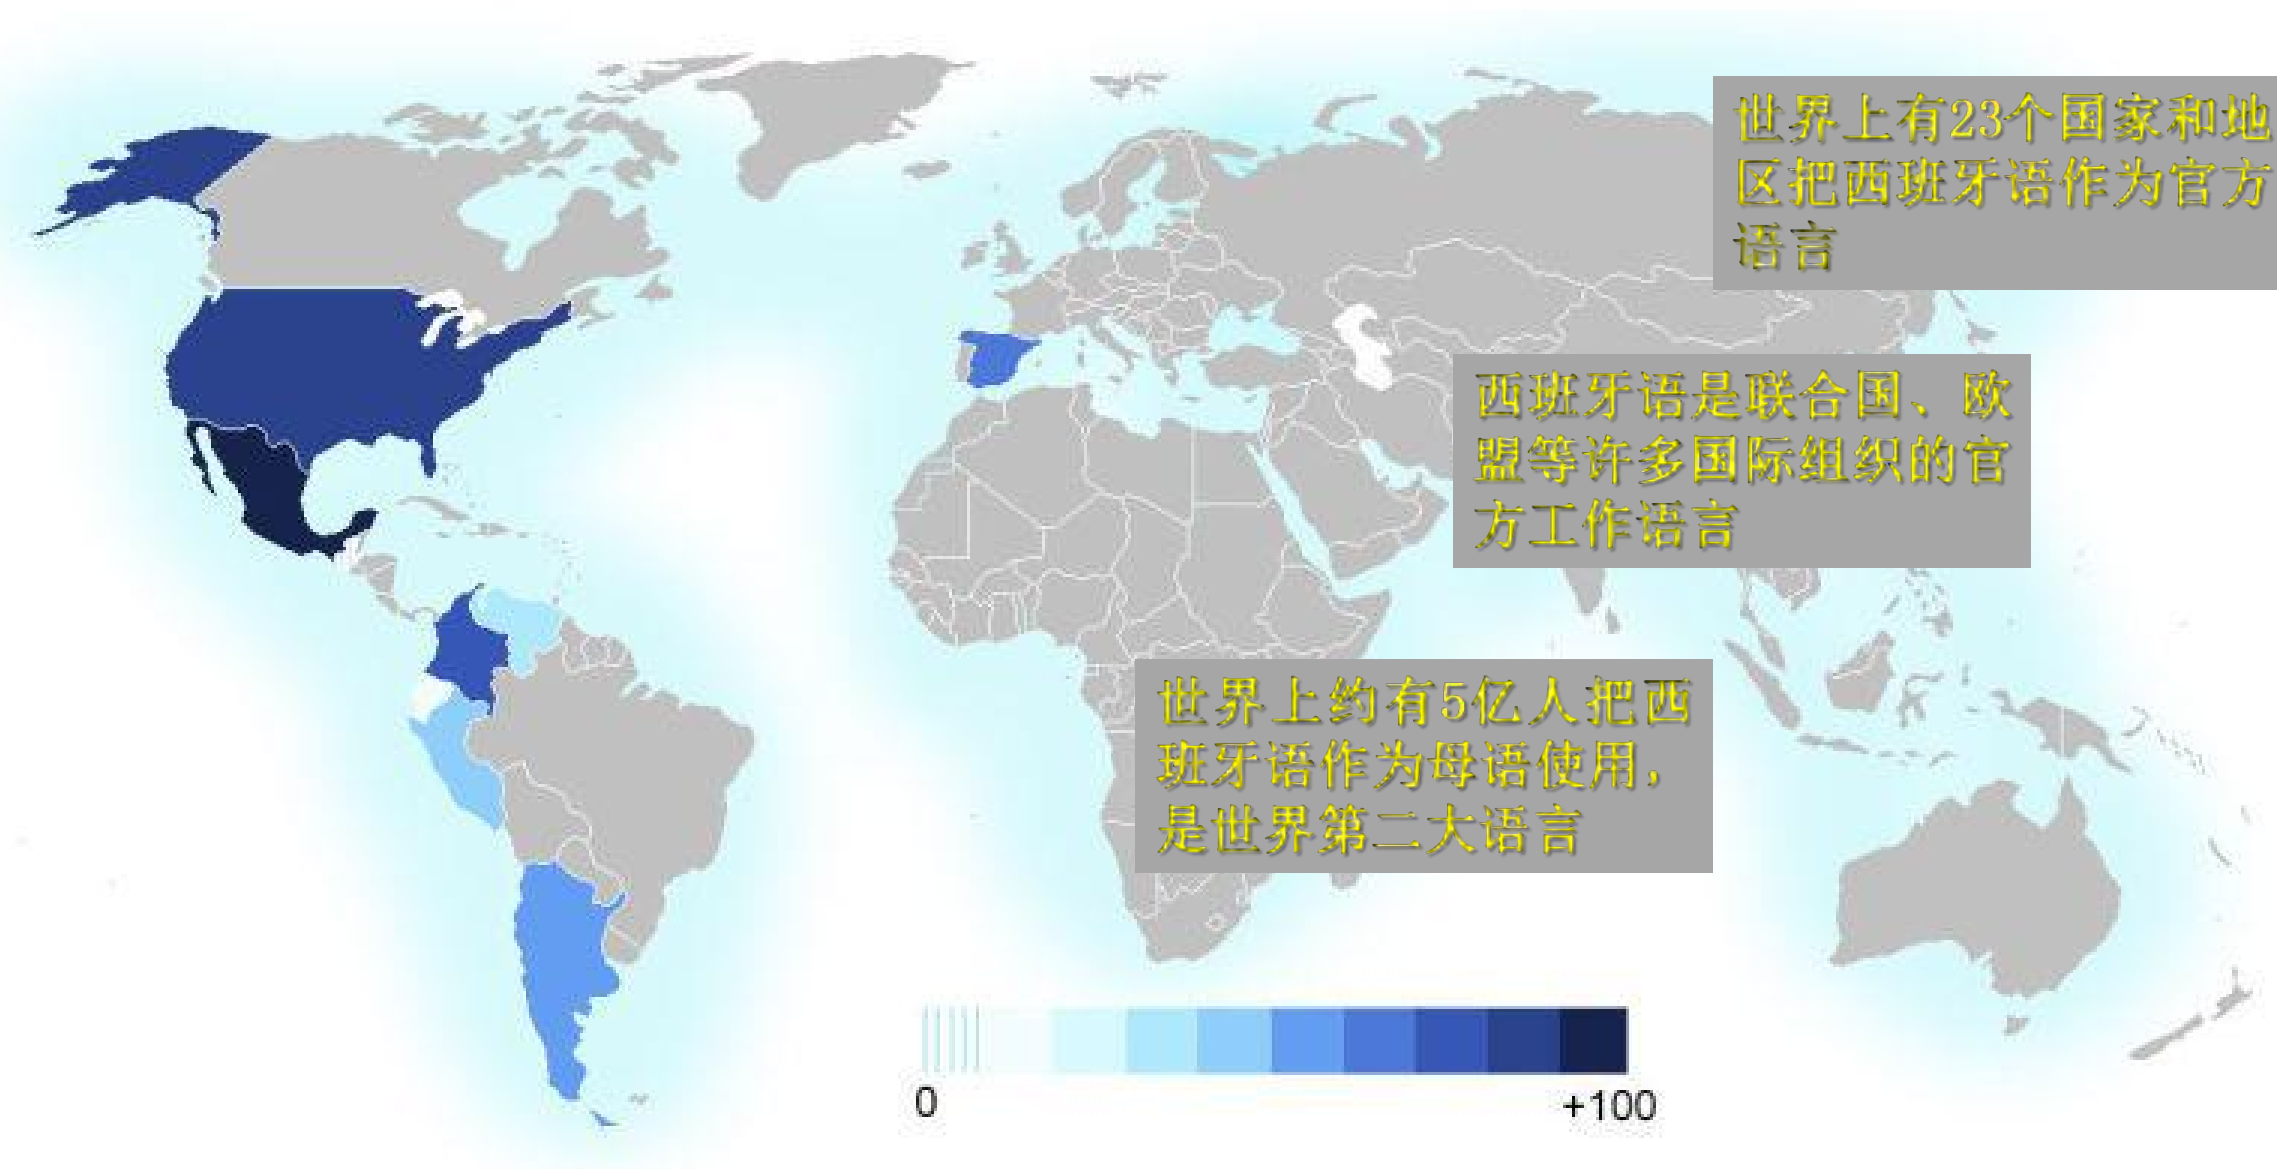 世界上有23个国家和地
区把西班牙语作为官方
语言
西班牙语是联合国、欧
盟等许多国际组织的官
方工作语言
世界上约有5亿人把西
班牙语作为母语使用，
是世界第二大语言
0
+100